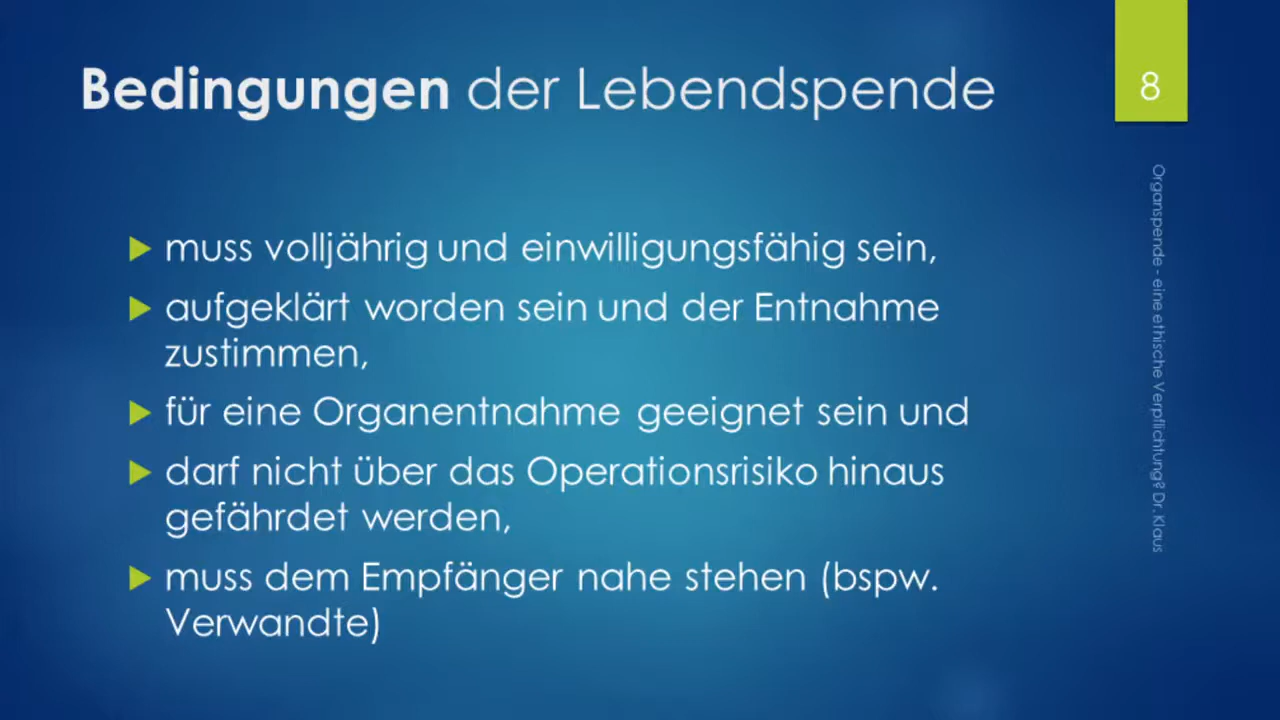 Bedingungen der Lebendspende
8
muss volljährig und einwilligungsfähig sein,
aufgeklärt worden sein und der Entnahme
zustimmen,
für eine Organentnahme geeignet sein und
darf nicht über das Operationsrisiko hinaus
gefährdet werden,
muss dem Empfänger nahe stehen (bspw.
Verwandte)
Organspende - eine ethische Verpflichtung? Dr. Klaus